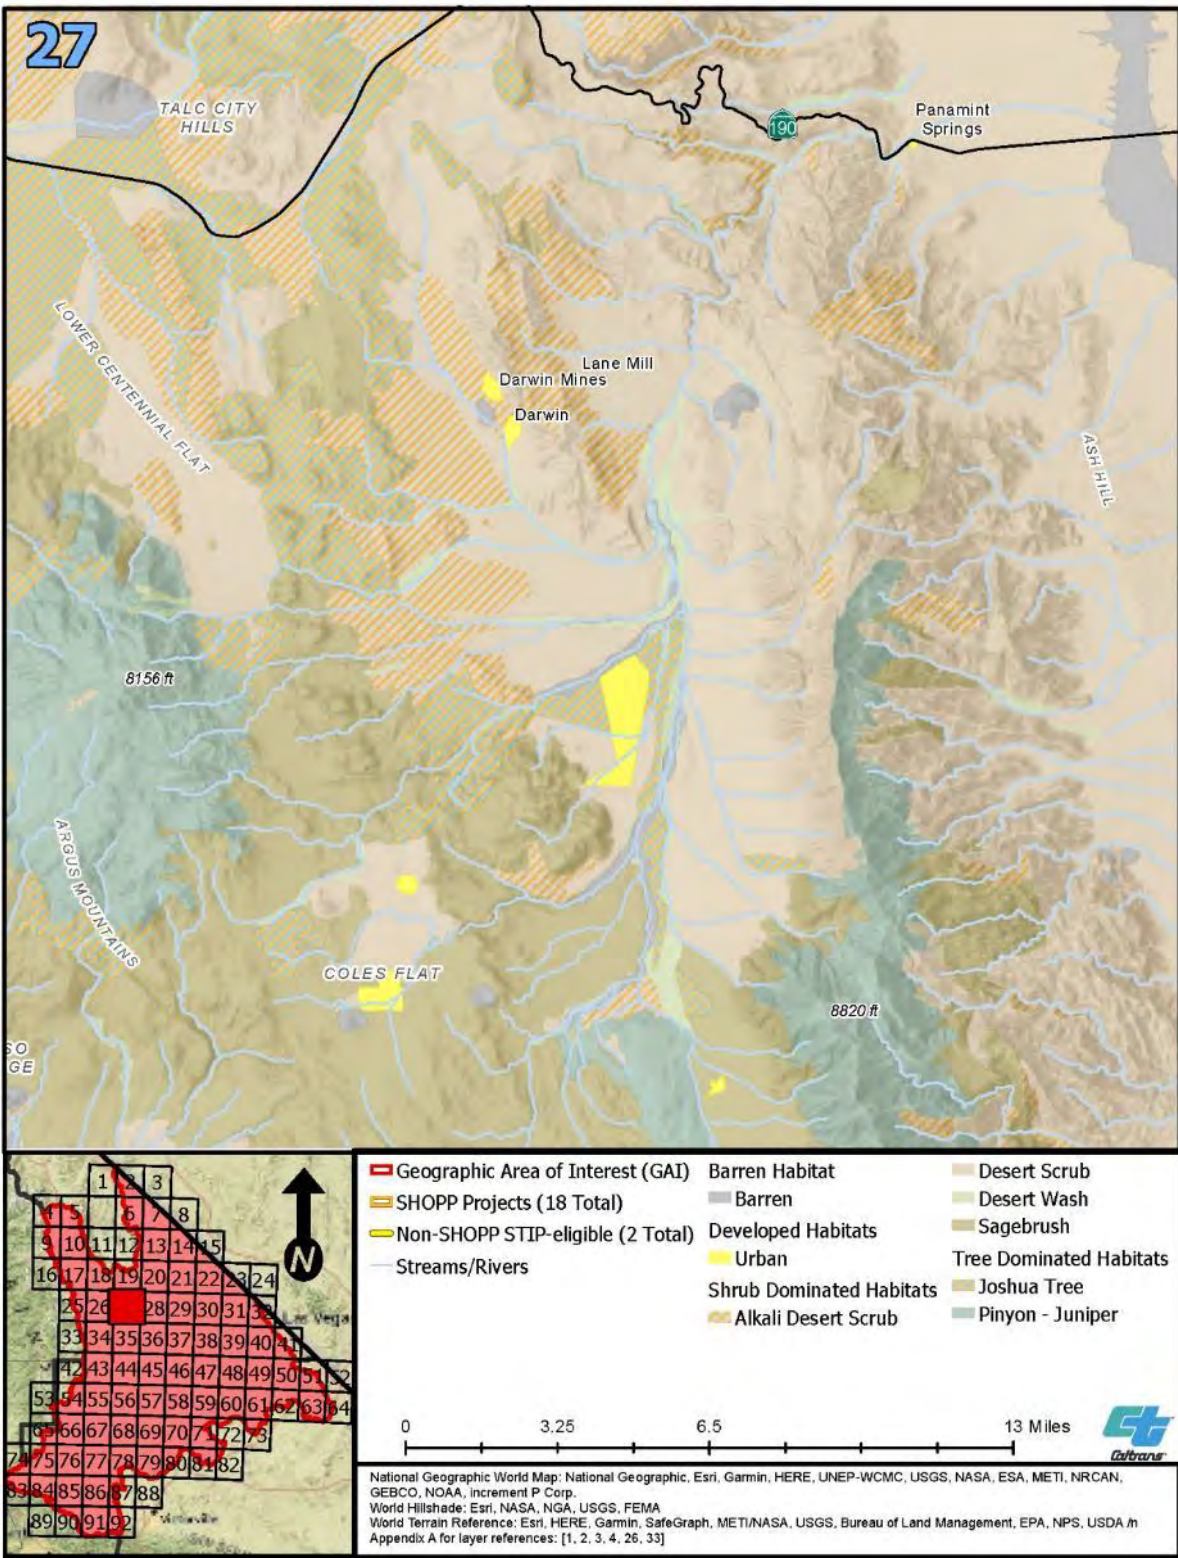 27
TALC CITY
HILLS
190
Panamint
Springs
LOWER CENTENNIAL FLAT
Lane Mill
Darwin Mines
Darwin
ASH HILL
8156 ft
ARGUS MOUNTAINS
COLES FLAT
8820 ft
SO
GE
1 2 3
4 5 6 7 8
9 10 11 12 13 14 15
16 17 18 19 20 21 22 23 24
25 26 28 29 30 31 32
Las Vega
33 34 35 36 37 38 39 40 41
42 43 44 45 46 47 48 49 50 51 52
53 54 55 56 57 58 59 60 61 62 63 64
65 66 67 68 69 70 71 72 73
74 75 76 77 78 79 80 81 82
83 84 85 86 87 88
89 90 91 92
Victorville
N
Geographic Area of Interest (GAI)
SHOPP Projects (18 Total)
Non-SHOPP STIP-eligible (2 Total)
Streams/Rivers
Barren Habitat
Barren
Developed Habitats
Urban
Shrub Dominated Habitats
Alkali Desert Scrub
Desert Scrub
Desert Wash
Sagebrush
Tree Dominated Habitats
Joshua Tree
Pinyon - Juniper
0 3.25 6.5 13 Miles
ct
Caltrans
National Geographic World Map: National Geographic, Esri, Garmin, HERE, UNEP-WCMC, USGS, NASA, ESA, METI, NRCAN,
GEBCO, NOAA, increment P Corp.
World Hillshade: Esri, NASA, NGA, USGS, FEMA
World Terrain Reference: Esri, HERE, Garmin, SafeGraph, METI/NASA, USGS, Bureau of Land Management, EPA, NPS, USDA /n
Appendix A for layer references: [1, 2, 3, 4, 26, 33]